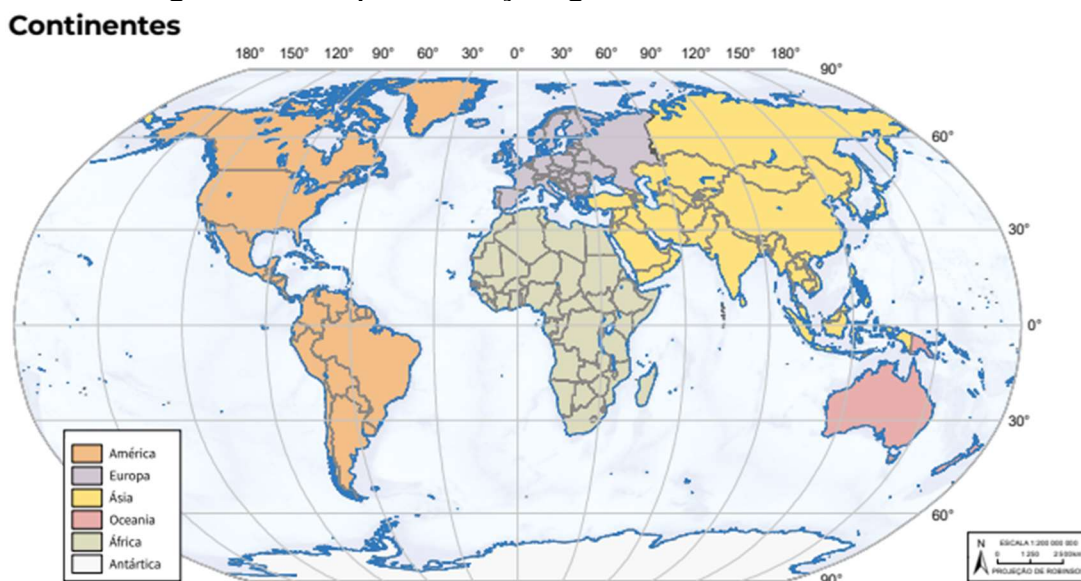 Continentes
180° 150° 120° 90° 60° 30° 0° 30° 60° 90° 120° 150° 180°
90°
60°
30°
0°
30°
60°
90°
América
Europa
Ásia
Oceania
África
Antártica
N
ESCALA 1:200 000 000
0 1 250 2 500km
PROJEÇÃO DE ROBINSON